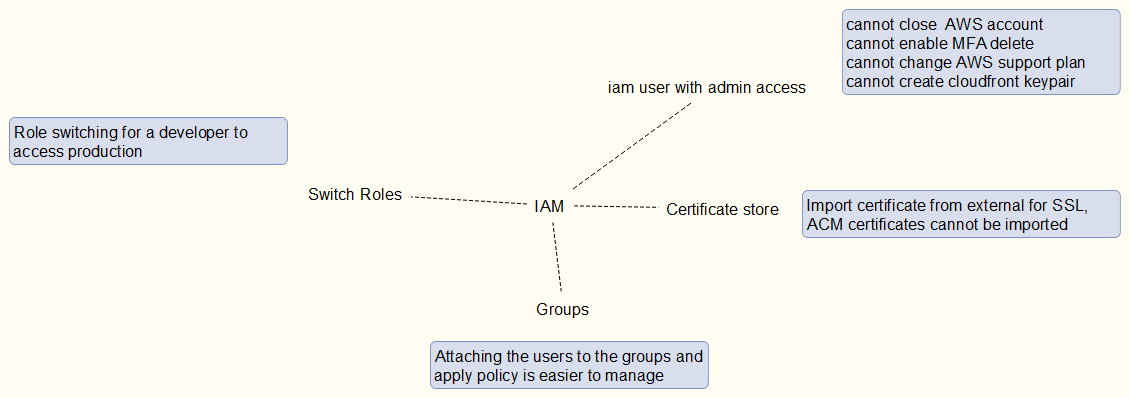 cannot close  AWS account
cannot enable MFA delete
cannot change AWS support plan
cannot create cloudfront keypair
iam user with admin access
Role switching for a developer to
access production
Switch Roles
IAM
Certificate store
Import certificate from external for SSL,
ACM certificates cannot be imported
Groups
Attaching the users to the groups and
apply policy is easier to manage